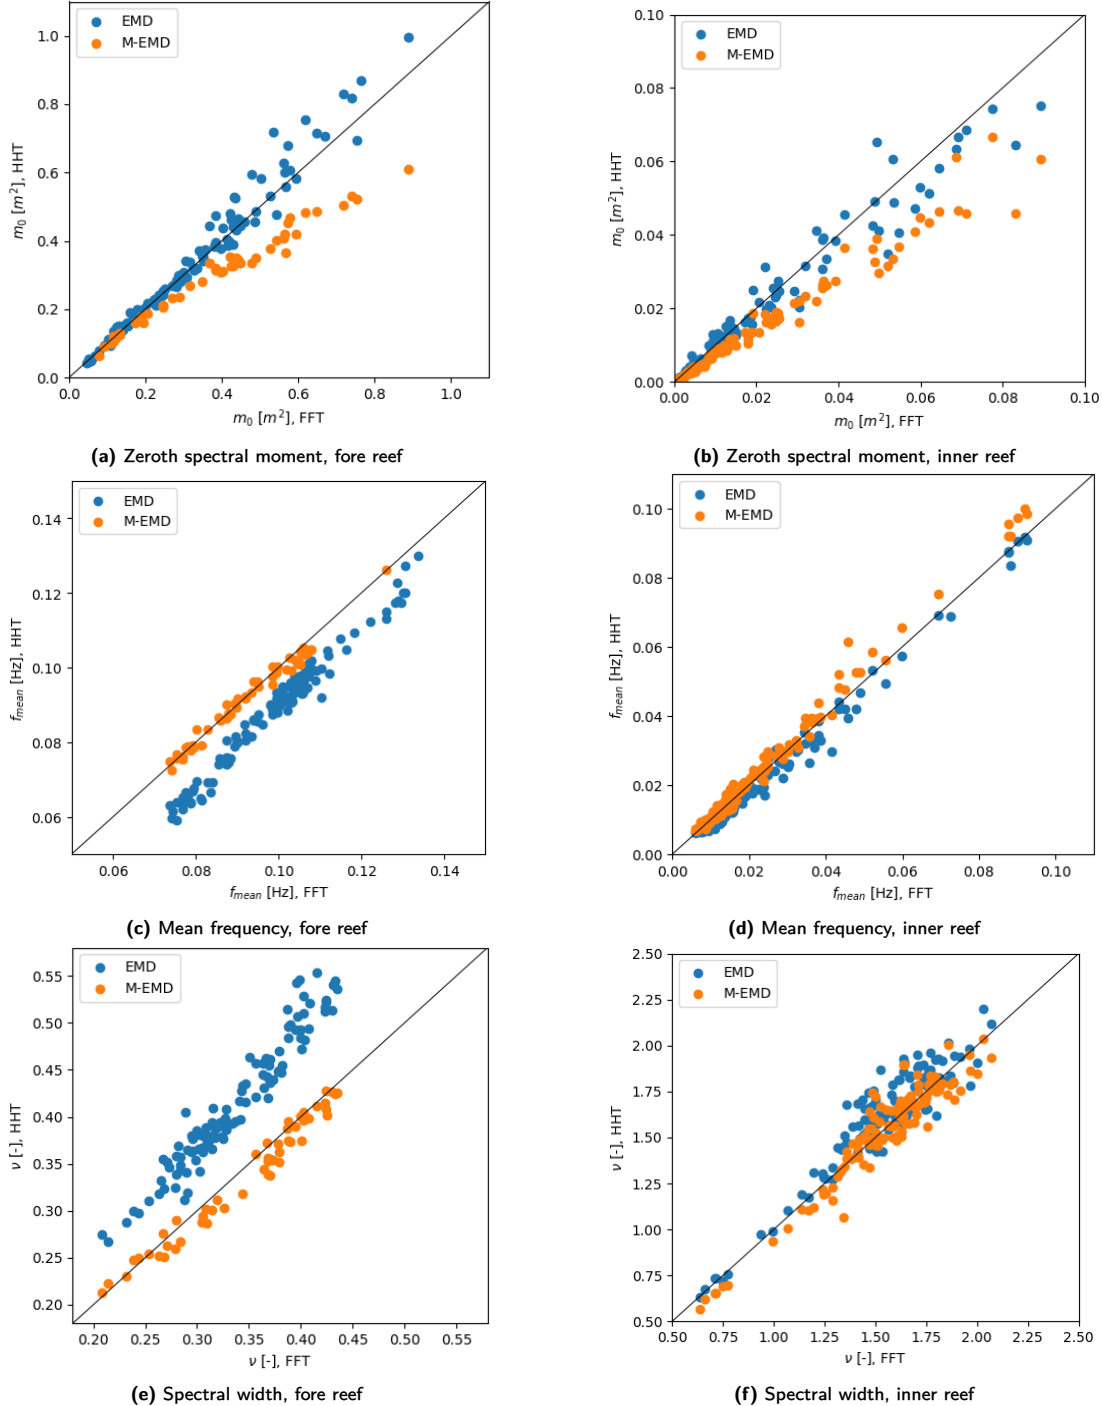 EMD
M-EMD
1.0
0.8
0.6
0.4
0.2
0.0
m0 [m2], HHT
0.0 0.2 0.4 0.6 0.8 1.0
m0 [m2], FFT
(a) Zeroth spectral moment, fore reef
EMD
M-EMD
0.10
0.08
0.06
0.04
0.02
0.00
m0 [m2], HHT
0.00 0.02 0.04 0.06 0.08 0.10
m0 [m2], FFT
(b) Zeroth spectral moment, inner reef
EMD
M-EMD
0.14
0.12
0.10
0.08
0.06
fmean [Hz], HHT
0.06 0.08 0.10 0.12 0.14
fmean [Hz], FFT
(c) Mean frequency, fore reef
EMD
M-EMD
0.10
0.08
0.06
0.04
0.02
0.00
fmean [Hz], HHT
0.00 0.02 0.04 0.06 0.08 0.10
fmean [Hz], FFT
(d) Mean frequency, inner reef
EMD
M-EMD
0.55
0.50
0.45
0.40
0.35
0.30
0.25
0.20
ν [-], HHT
0.20 0.25 0.30 0.35 0.40 0.45 0.50 0.55
ν [-], FFT
(e) Spectral width, fore reef
EMD
M-EMD
2.50
2.25
2.00
1.75
1.50
1.25
1.00
0.75
0.50
ν [-], HHT
0.50 0.75 1.00 1.25 1.50 1.75 2.00 2.25 2.50
ν [-], FFT
(f) Spectral width, inner reef